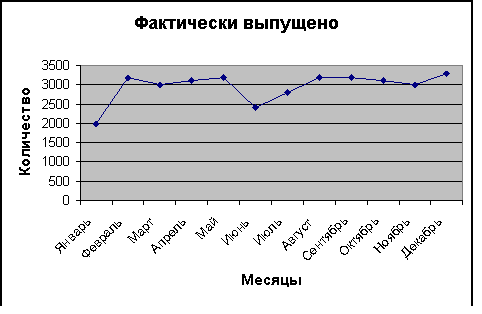 Фактически выпущено
Количество
3500
3000
2500
2000
1500
1000
500
0
Январь
Февраль
Март
Апрель
Май
Июнь
Июль
Август
Сентябрь
Октябрь
Ноябрь
Декабрь
Месяцы